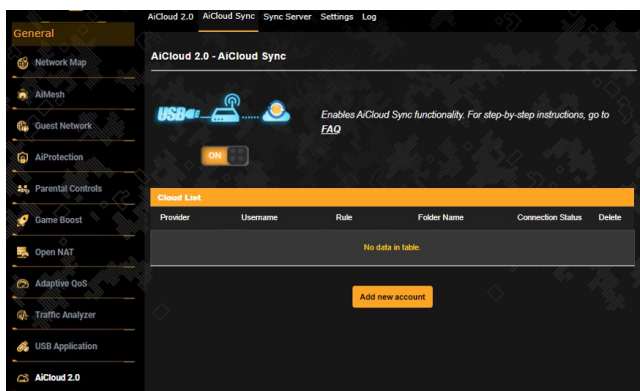 AiCloud 2.0 AiCloud Sync Sync Server Settings Log
General
Network Map
AiMesh
Guest Network
AiProtection
Parental Controls
Game Boost
Open NAT
Adaptive QoS
Traffic Analyzer
USB Application
AiCloud 2.0
AiCloud 2.0 - AiCloud Sync
USB
Enables AiCloud Sync functionality. For step-by-step instructions, go to
FAQ
ON
Cloud List
Provider Username Rule Folder Name Connection Status Delete
No data in table.
Add new account